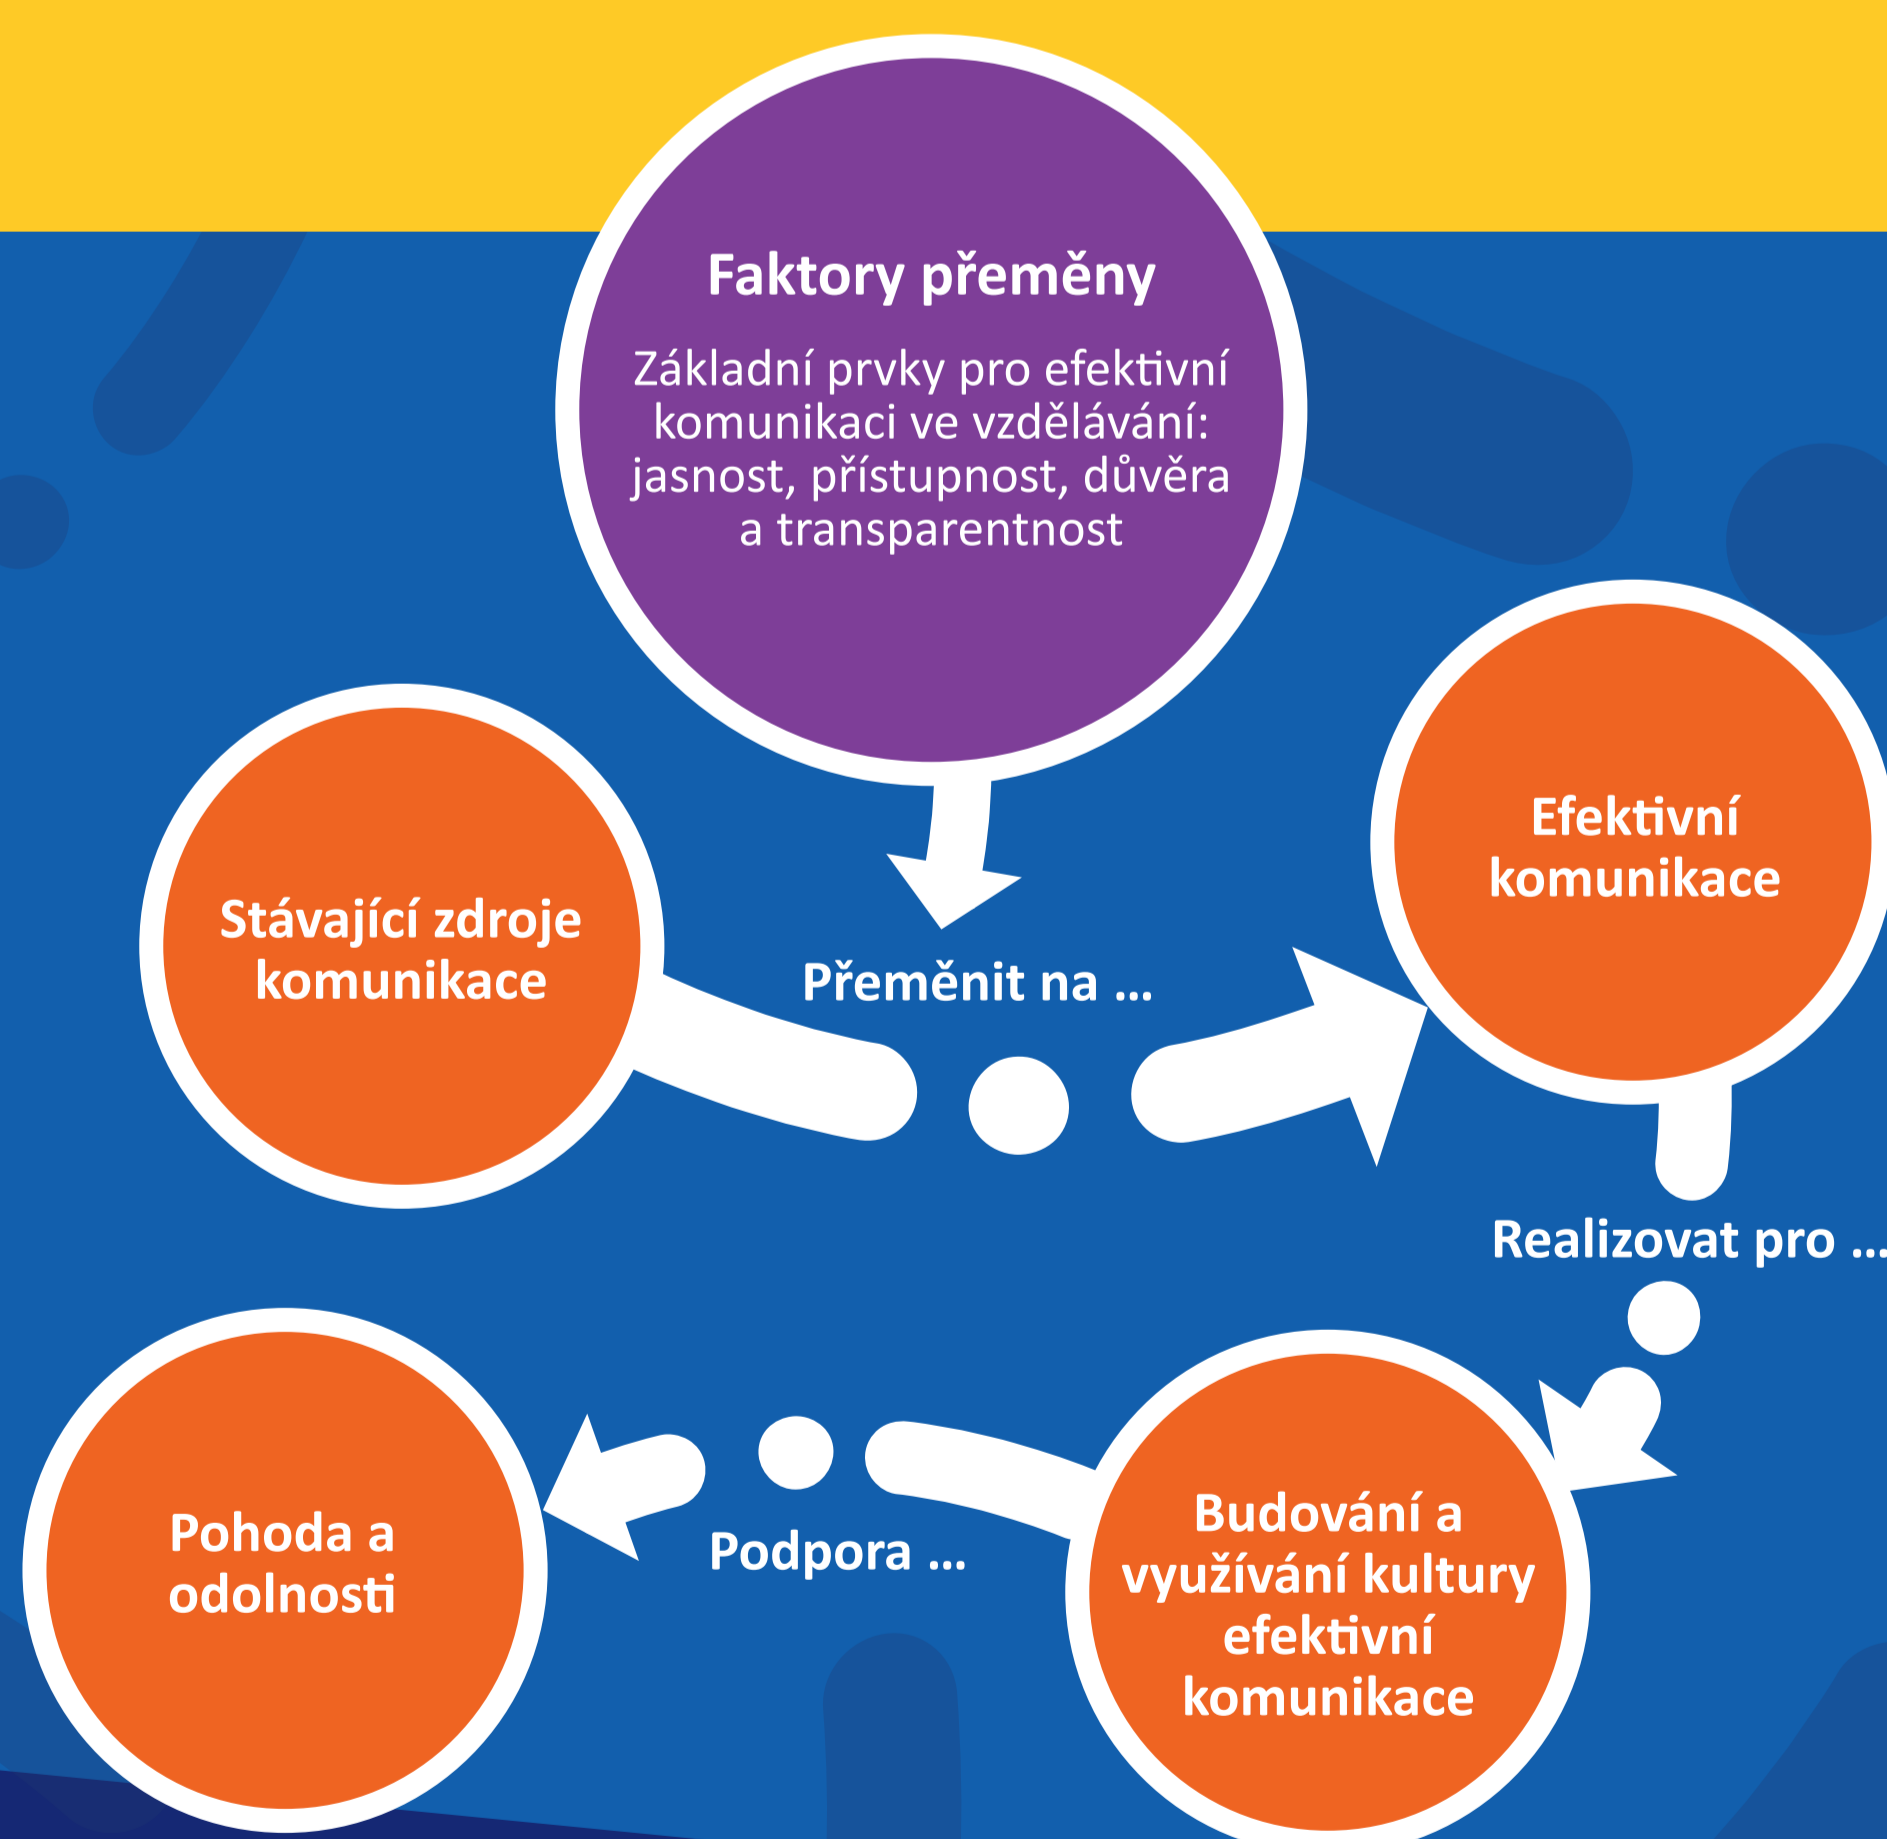 Faktory přeměny
Základní prvky pro efektivní
komunikaci ve vzdělávání:
jasnost, přístupnost, důvěra
a transparentnost
Stávající zdroje
komunikace
Přeměnit na ...
Efektivní
komunikace
Realizovat pro ...
Budování a
využívání kultury
efektivní
komunikace
Podpora ...
Pohoda a
odolnosti